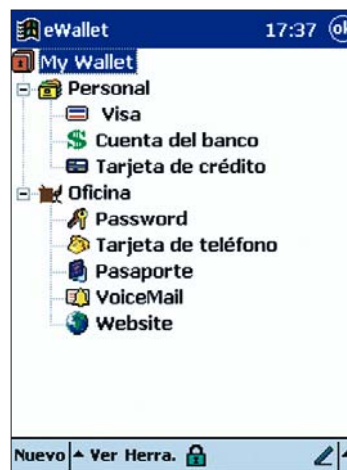 eWallet 17:37 ok
My Wallet
Personal
Visa
Cuenta del banco
Tarjeta de crédito
Oficina
Password
Tarjeta de teléfono
Pasaporte
VoiceMail
Website
Nuevo Ver Herra.